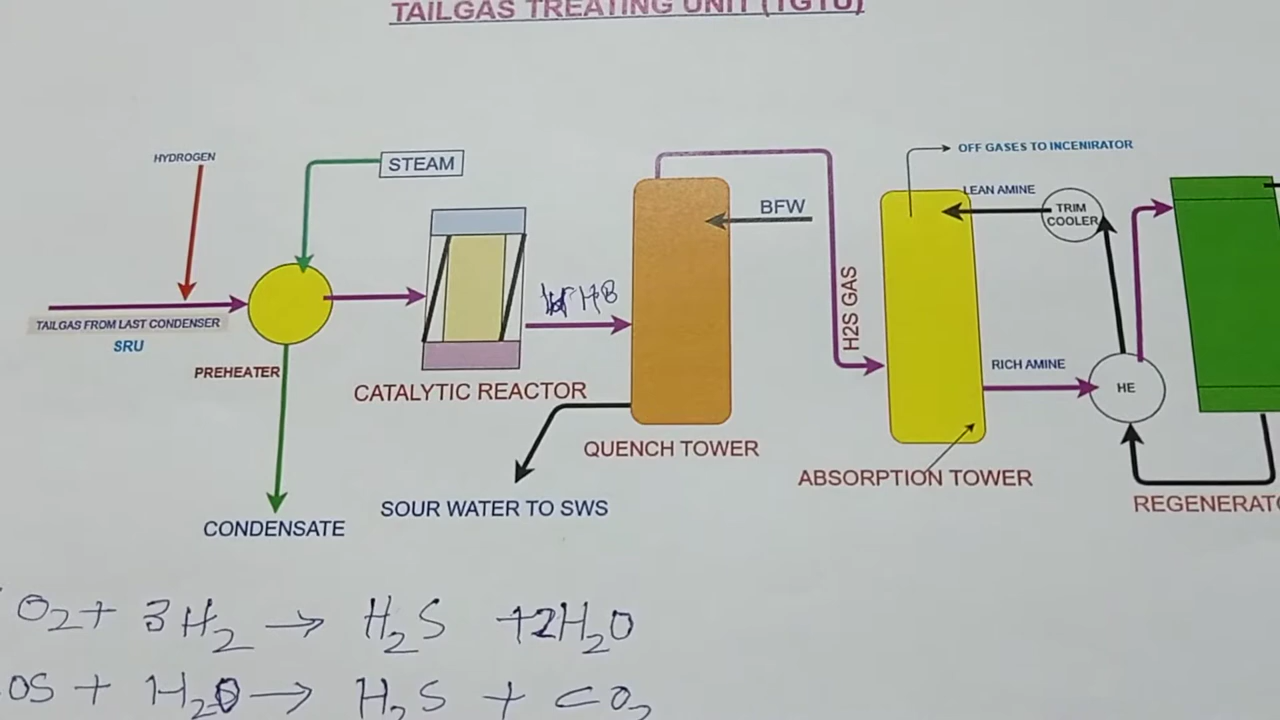 TAILGAS TREATING UNIT (TGTU)
HYDROGEN
STEAM
OFF GASES TO INCENIRATOR
LEAN AMINE
TRIM
COOLER
BFW
H2S GAS
TAILGAS FROM LAST CONDENSER
SRU
PREHEATER
CATALYTIC REACTOR
RICH AMINE
HE
QUENCH TOWER
ABSORPTION TOWER
SOUR WATER TO SWS
REGENERATO
CONDENSATE
O2 + 3H2 → H2S + 2H2O
OS + H2O → H2S + CO2